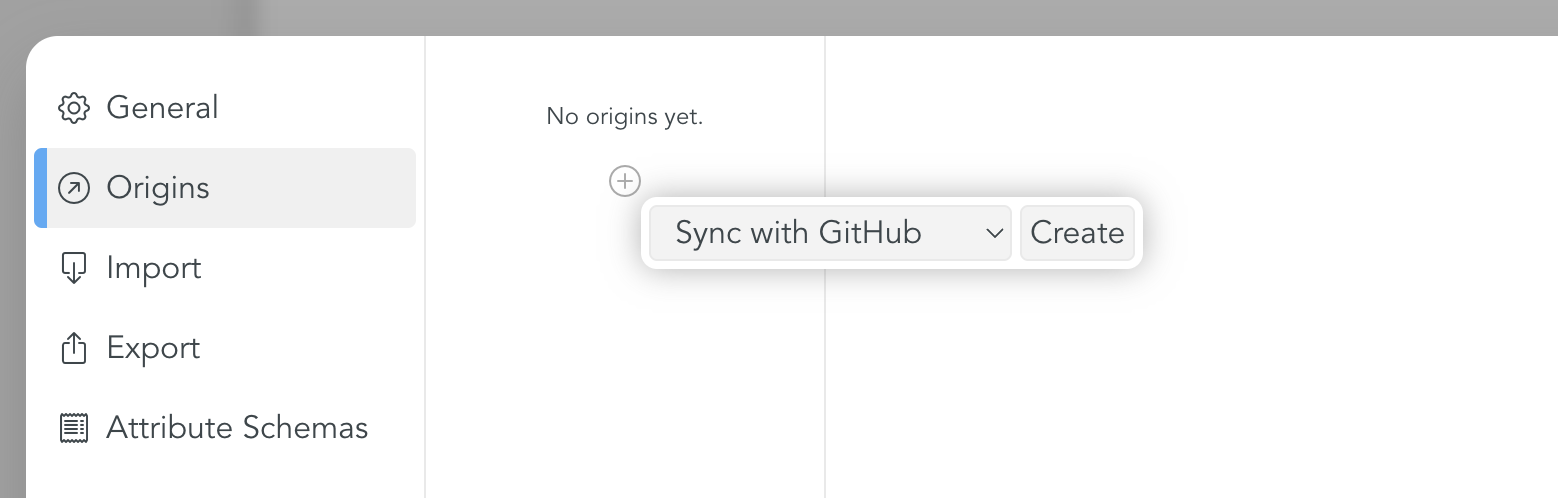 General
Origins
Import
Export
Attribute Schemas
No origins yet.
Sync with GitHub
Create